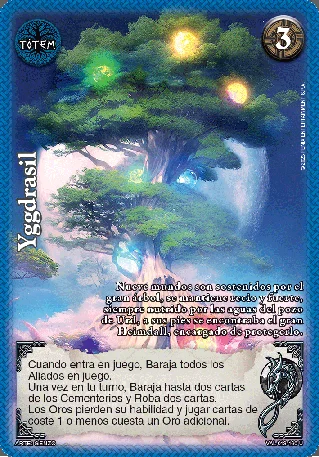 TÓTEM
3
Yggdrasil
Nueve mundos son sostenidos por el
gran árbol, se mantiene recio y fuerte,
siempre nutrido por las aguas del pozo
de Urd, a sus pies se encontraba el gran
Heimdall, encargado de protegerlo.
Cuando entra en juego, Baraja todos los
Aliados en juego.
Una vez en tu turno, Baraja hasta dos cartas
de los Cementerios y Roba dos cartas.
Los Oros pierden su habilidad y jugar cartas de
coste 1 o menos cuesta un Oro adicional.